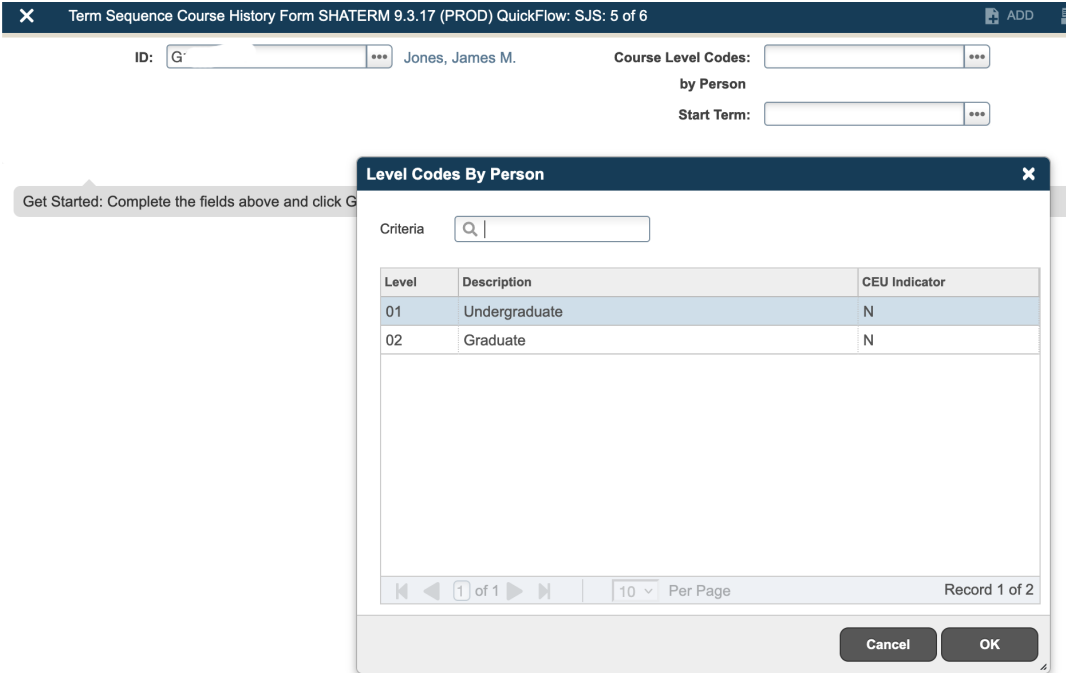 Term Sequence Course History Form SHATERM 9.3.17 (PROD) QuickFlow: SJS: 5 of 6 ADD
ID: G Jones, James M. Course Level Codes:
by Person
Start Term:
Get Started: Complete the fields above and click G
Level Codes By Person
Criteria
Level Description CEU Indicator
01 Undergraduate N
02 Graduate N
1 of 1 10 Per Page Record 1 of 2
Cancel OK